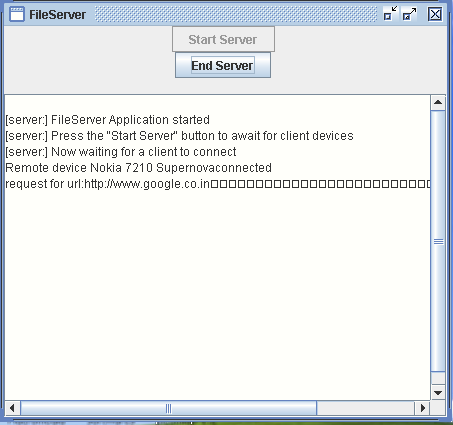 FileServer
Start Server
End Server
[server:] FileServer Application started
[server:] Press the "Start Server" button to await for client devices
[server:] Now waiting for a client to connect
Remote device Nokia 7210 Supernovaconnected
request for url:http://www.google.co.in▯▯▯▯▯▯▯▯▯▯▯▯▯▯▯▯▯▯▯▯▯▯▯▯▯▯